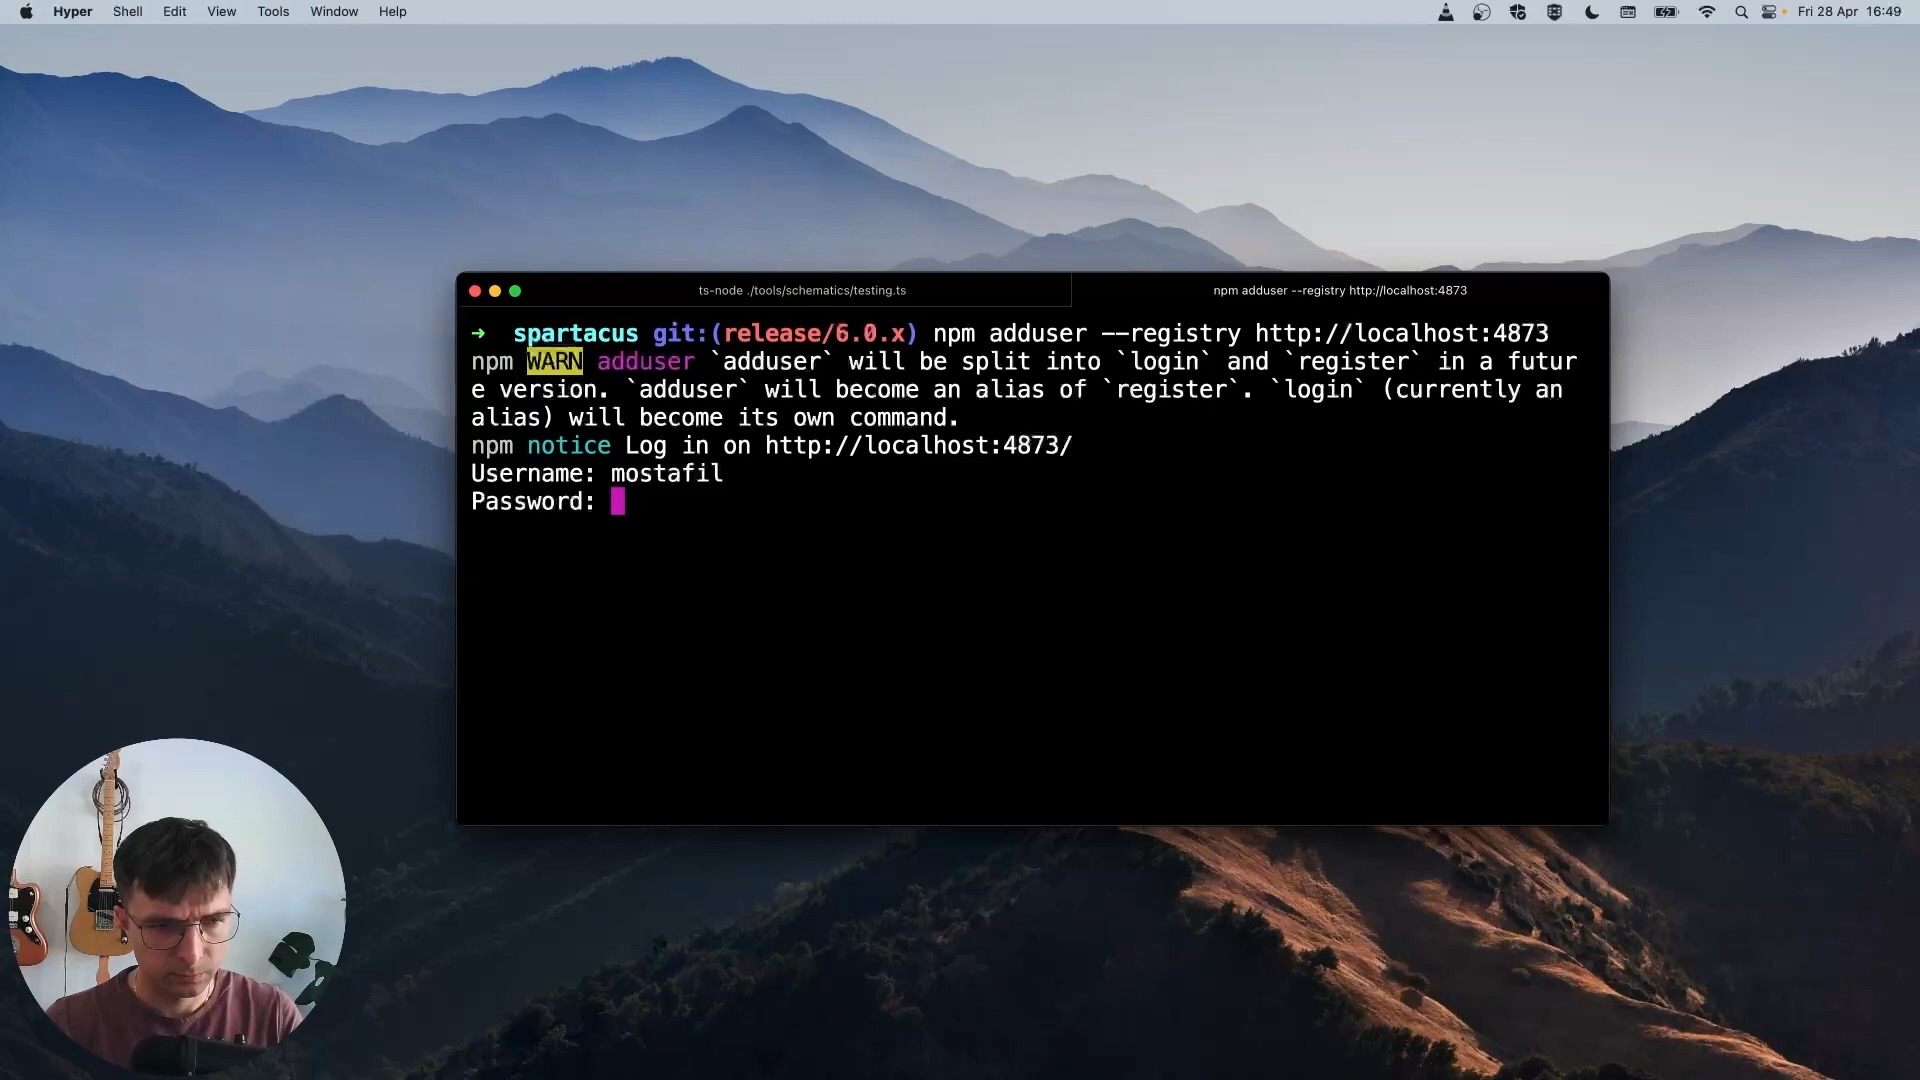 Hyper Shell Edit View Tools Window Help Fri 28 Apr 16:49
ts-node ./tools/schematics/testing.ts npm adduser --registry http://localhost:4873
➜ spartacus git:(release/6.0.x) npm adduser --registry http://localhost:4873
npm WARN adduser `adduser` will be split into `login` and `register` in a futur
e version. `adduser` will become an alias of `register`. `login` (currently an
alias) will become its own command.
npm notice Log in on http://localhost:4873/
Username: mostafil
Password: